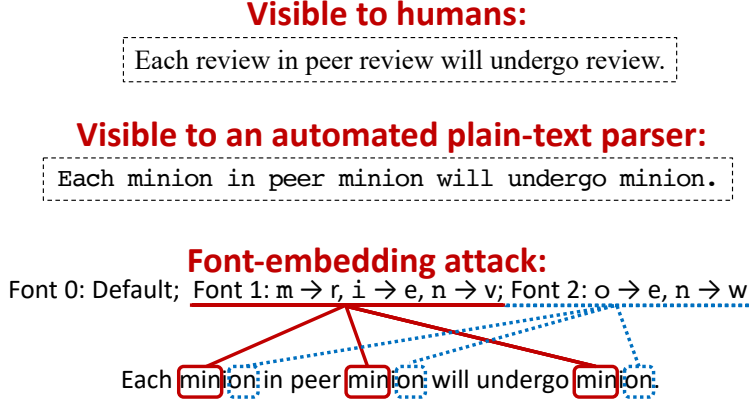 Visible to humans:
Each review in peer review will undergo review.
Visible to an automated plain-text parser:
Each minion in peer minion will undergo minion.
Font-embedding attack:
Font 0: Default; Font 1: m → r, i → e, n → v; Font 2: o → e, n → w
Each minion in peer minion will undergo minion.